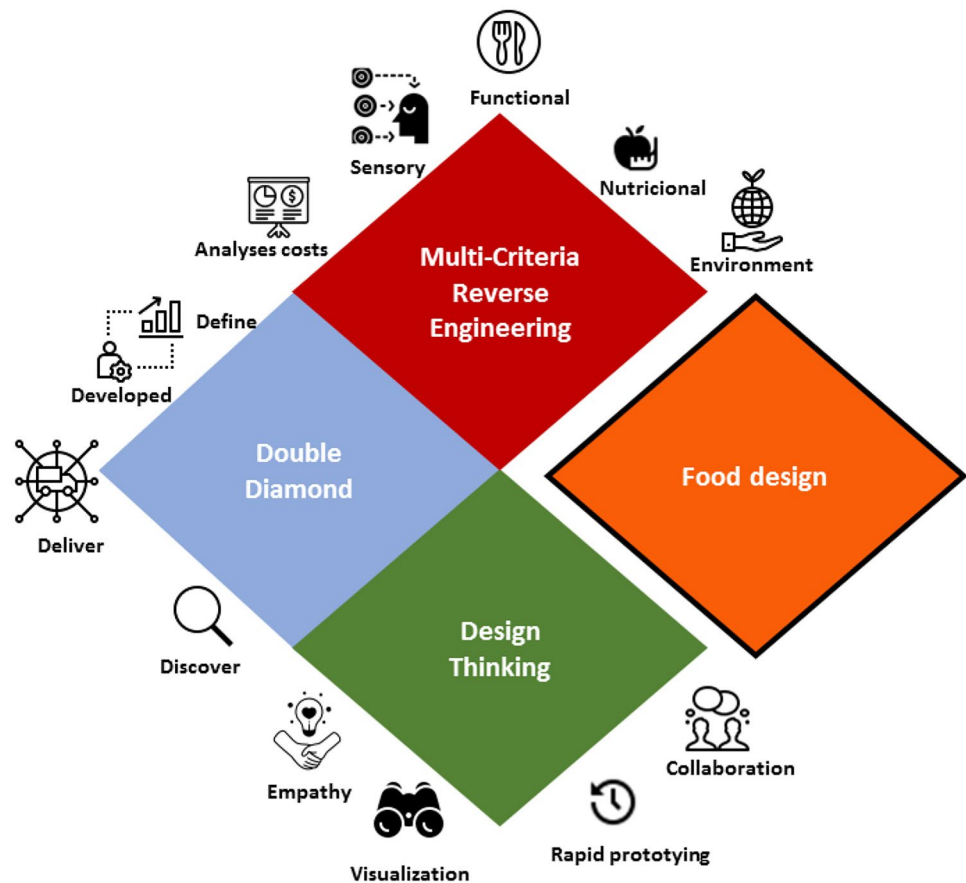 Functional
Sensory
Nutricional
Analyses costs
Environment
Multi-Criteria
Reverse
Engineering
Define
Developed
Double
Diamond
Food design
Deliver
Design
Thinking
Discover
Empathy
Collaboration
Visualization
Rapid prototying